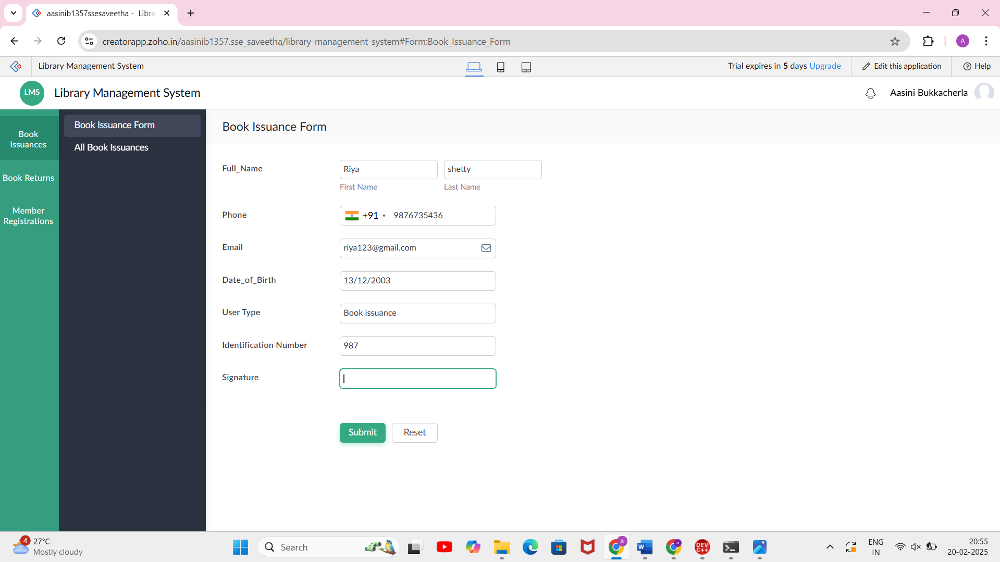 aasinib1357ssesaveetha - Libra
creatorapp.zoho.in/aasinib1357.sse_saveetha/library-management-system#Form:Book_Issuance_Form
A
Library Management System
Trial expires in 5 days Upgrade
Edit this application
Help
LMS
Library Management System
Aasini Bukkacherla
Book
Issuances
Book Returns
Member
Registrations
Book Issuance Form
All Book Issuances
Book Issuance Form
Full_Name
Riya
shetty
First Name
Last Name
Phone
+91
9876735436
Email
riya123@gmail.com
Date_of_Birth
13/12/2003
User Type
Book issuance
Identification Number
987
Signature
Submit
Reset
4
27°C
Mostly cloudy
Search
A
W
a
DEV
C++
ENG
IN
20:55
20-02-2025